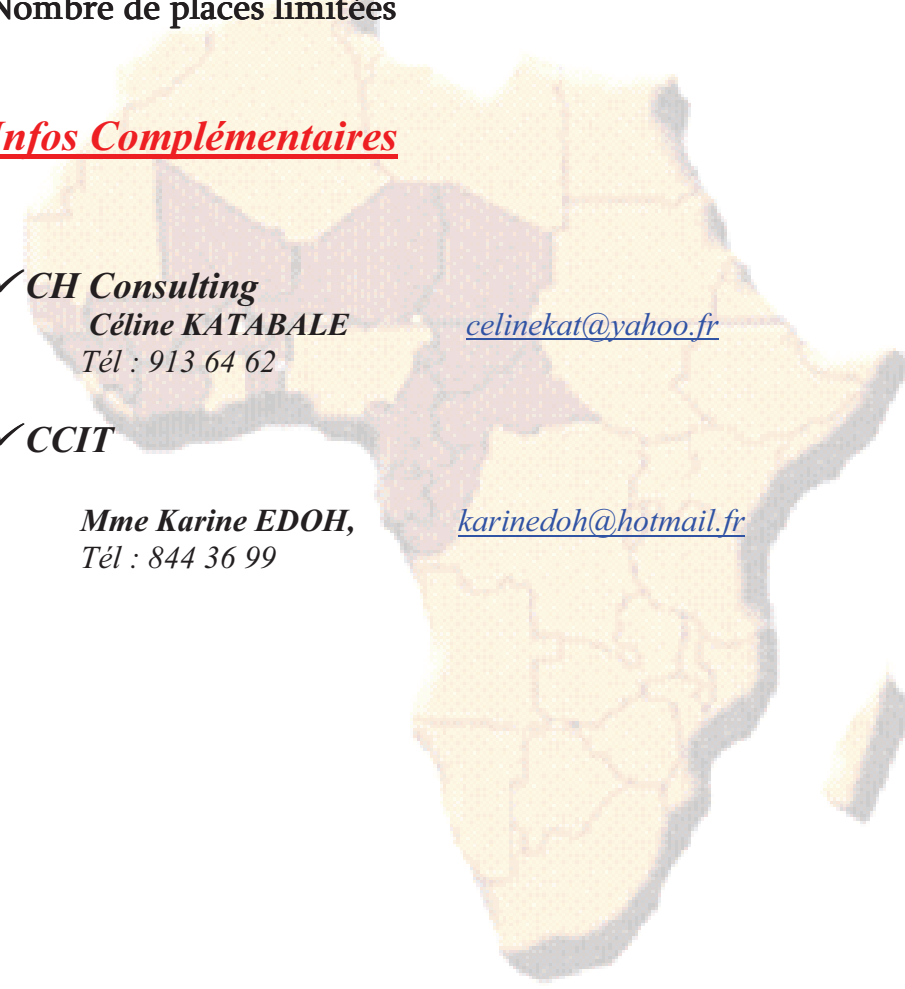 Nombre de places limitées
Infos Complémentaires
✓ CH Consulting
Céline KATABALE celinekat@yahoo.fr
Tél : 913 64 62
✓ CCIT
Mme Karine EDOH, karinedoh@hotmail.fr
Tél : 844 36 99